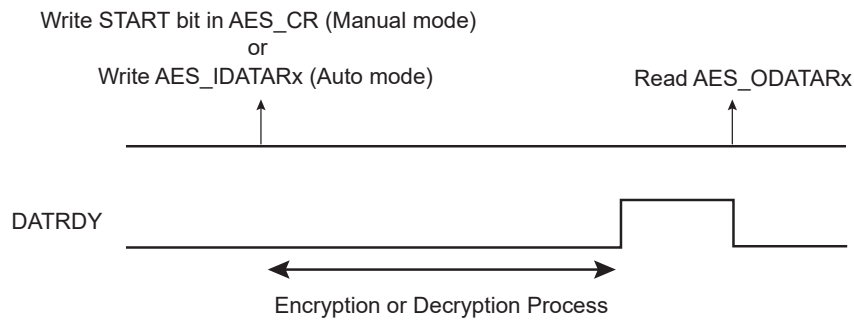 Write START bit in AES_CR (Manual mode)
or
Write AES_IDATARx (Auto mode)
Read AES_ODATARx
DATRDY
Encryption or Decryption Process